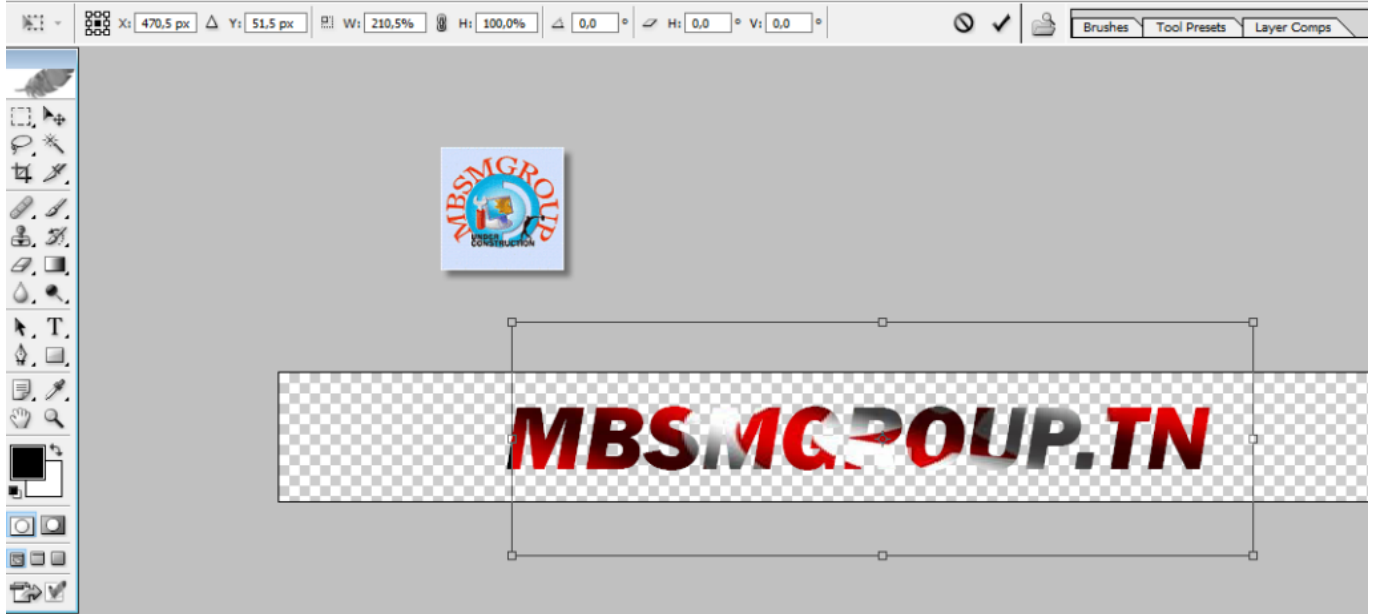 X: 470,5 px Y: 51,5 px W: 210,5% H: 100,0% 0,0 ° H: 0,0 ° V: 0,0 °
Brushes Tool Presets Layer Comps
MBSMGROUP
UNDER
CONSTRUCTION
MBSMGROUP.TN